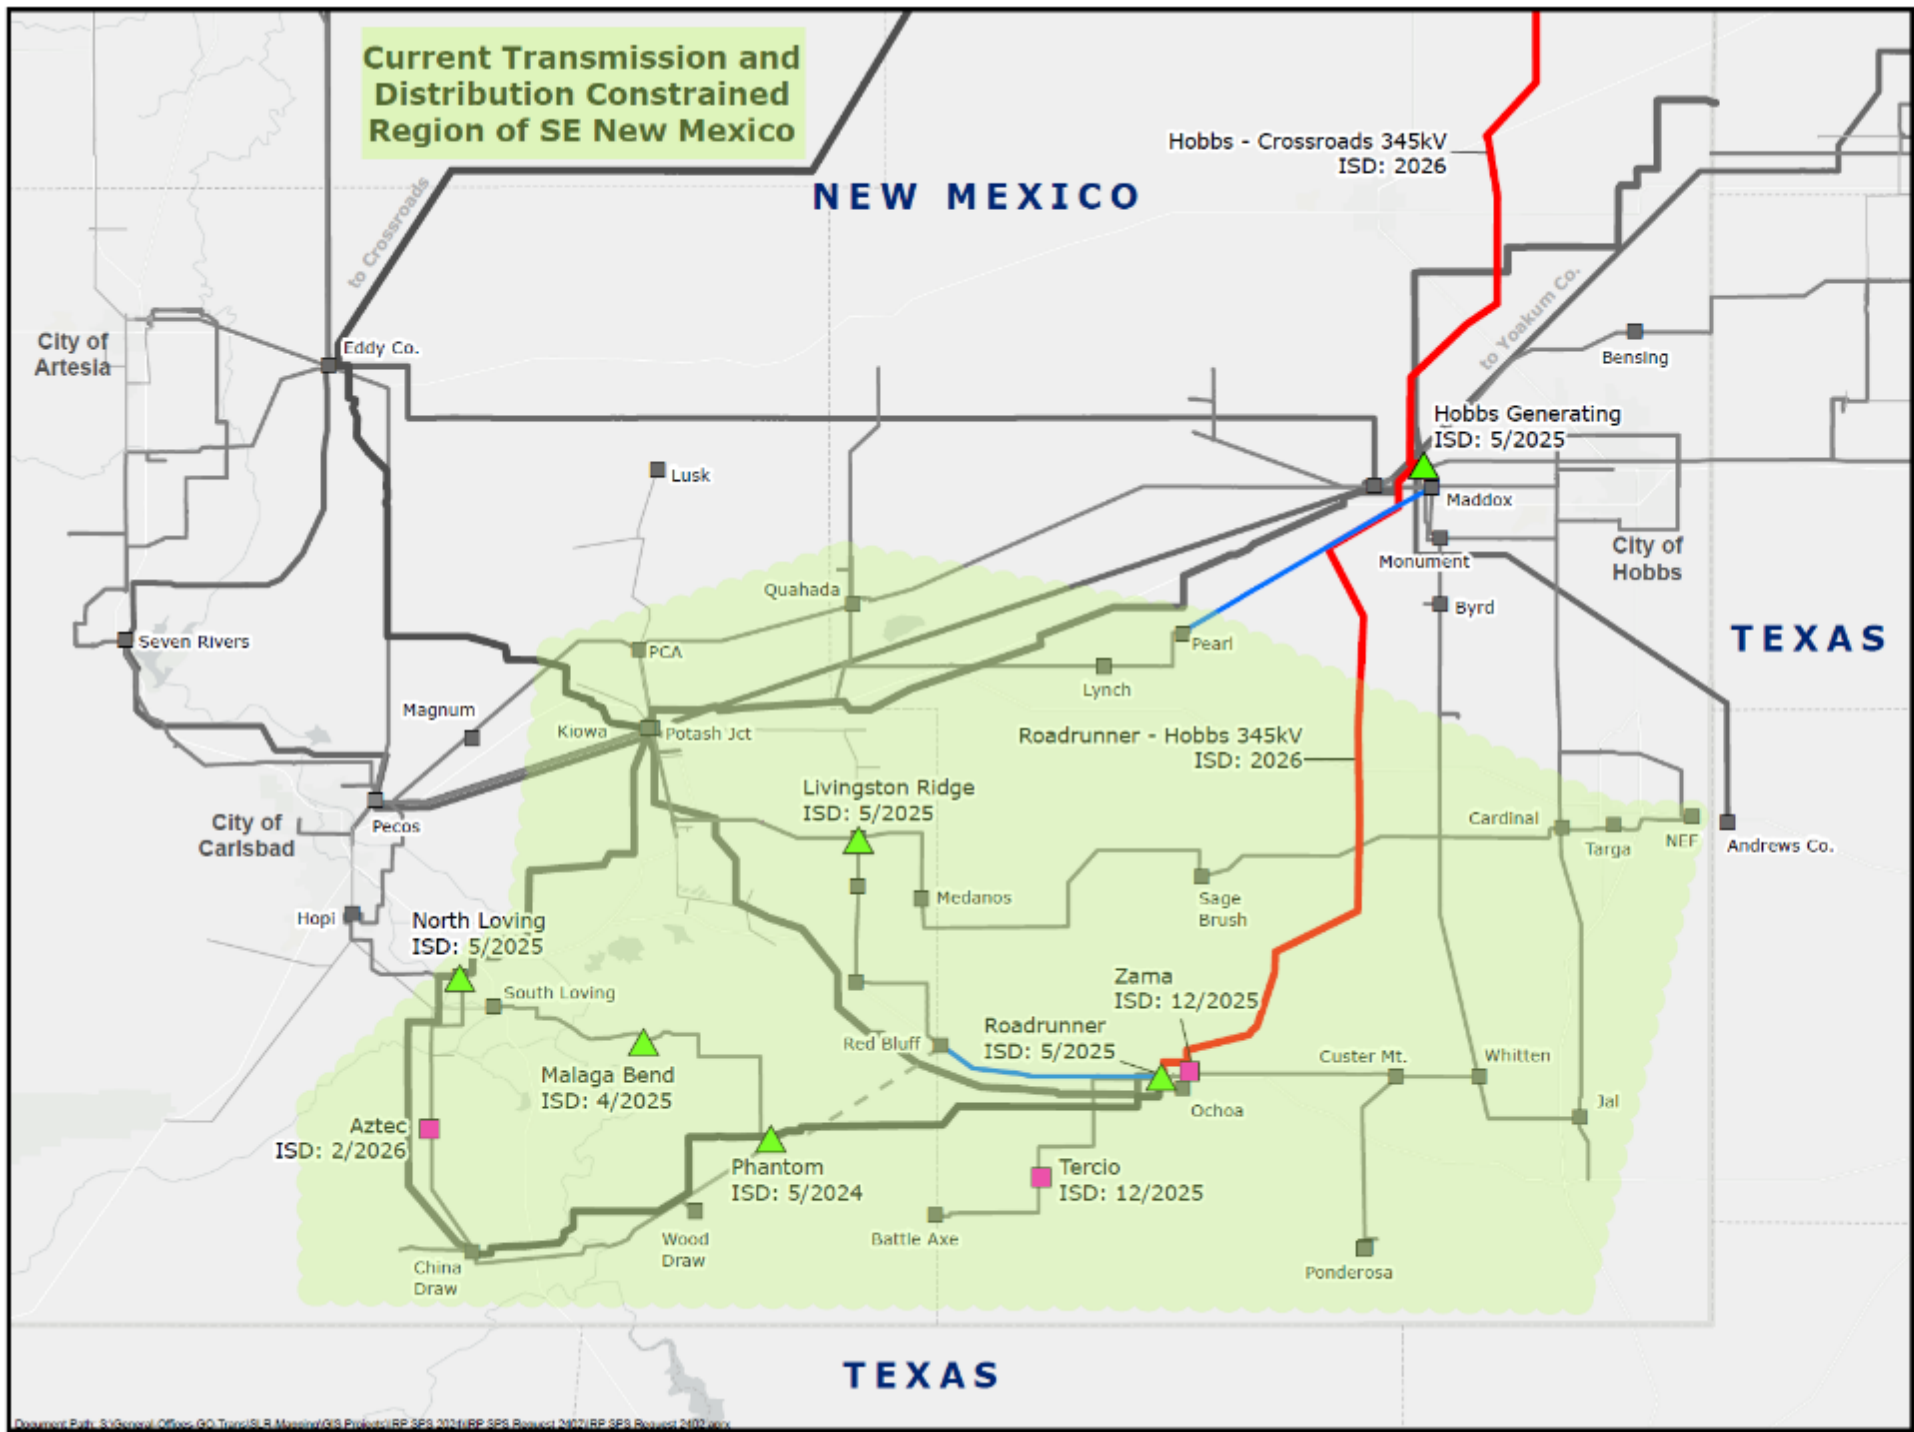 Current Transmission and
Distribution Constrained
Region of SE New Mexico
Hobbs - Crossroads 345kV
ISD: 2026
NEW MEXICO
to Crossroads
to Yoakum Co.
City of
Artesia
Eddy Co.
Bensing
Hobbs Generating
ISD: 5/2025
Lusk
Maddox
City of
Hobbs
Monument
Quahada
Byrd
Seven Rivers
PCA
Pearl
TEXAS
Lynch
Magnum
Kiowa
Potash Jct
Roadrunner - Hobbs 345kV
ISD: 2026
Livingston Ridge
ISD: 5/2025
City of
Carlsbad
Pecos
Cardinal
Targa
NEF
Andrews Co.
Medanos
Sage
Brush
Hopi
North Loving
ISD: 5/2025
South Loving
Zama
ISD: 12/2025
Roadrunner
ISD: 5/2025
Red Bluff
Custer Mt.
Whitten
Malaga Bend
ISD: 4/2025
Ochoa
Jal
Aztec
ISD: 2/2026
Phantom
ISD: 5/2024
Tercio
ISD: 12/2025
Wood
Draw
Battle Axe
China
Draw
Ponderosa
TEXAS